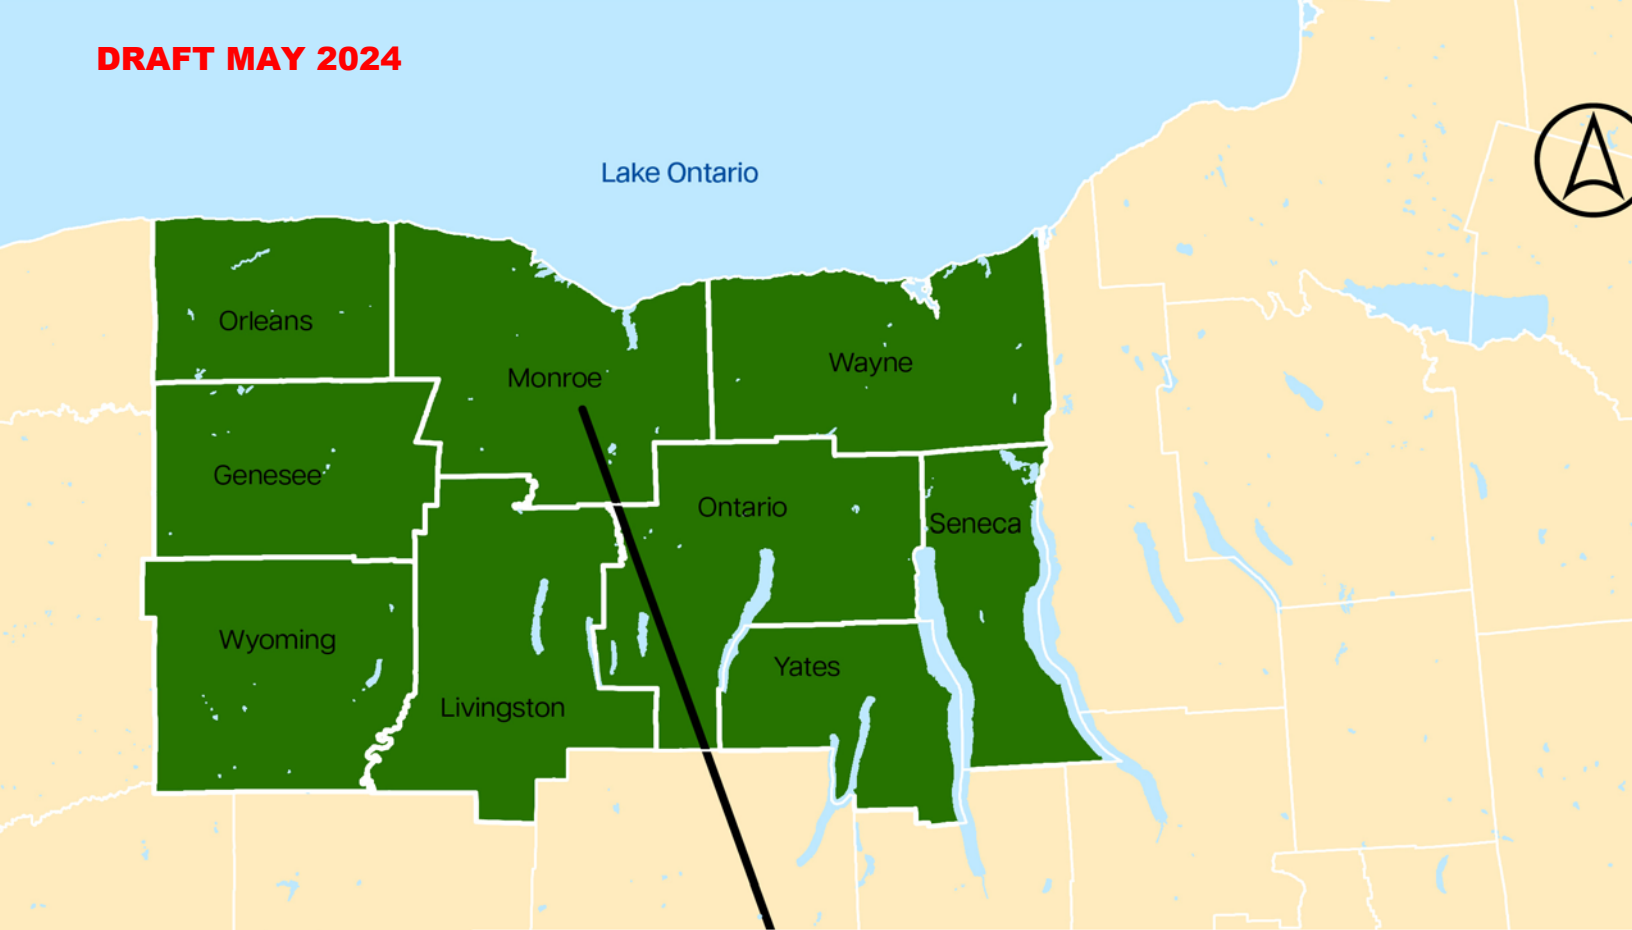 DRAFT MAY 2024
Lake Ontario
Orleans
Monroe
Wayne
Genesee
Ontario
Seneca
Wyoming
Yates
Livingston